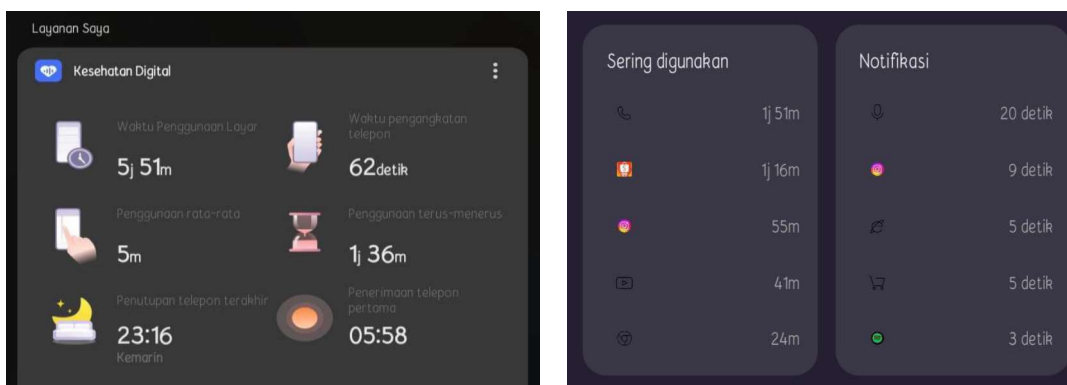 Layanan Saya
Kesehatan Digital
Waktu Penggunaan Layar
5j 51m
Waktu pengangkatan
telepon
62detik
Penggunaan rata-rata
5m
Penggunaan terus-menerus
1j 36m
Penutupan telepon terakhir
23:16
Kemarin
Penerimaan telepon
pertama
05:58
Sering digunakan
1j 51m
1j 16m
55m
41m
24m
Notifikasi
20 detik
9 detik
5 detik
5 detik
3 detik